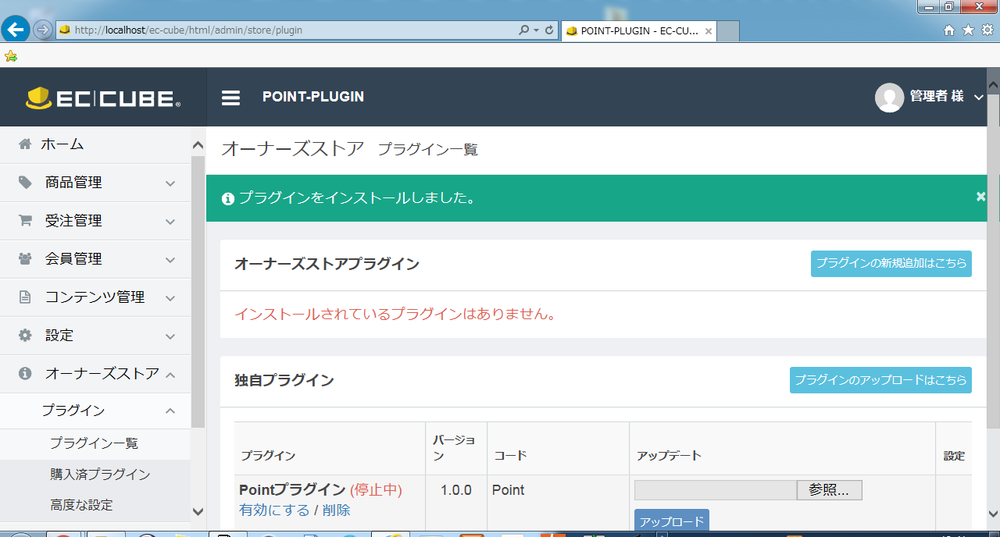 http://localhost/ec-cube/html/admin/store/plugin
POINT-PLUGIN - EC-CU...
EC CUBE
POINT-PLUGIN
管理者 様
ホーム
商品管理
受注管理
会員管理
コンテンツ管理
設定
オーナーズストア
プラグイン
プラグイン一覧
購入済プラグイン
高度な設定
オーナーズストア プラグイン一覧
プラグインをインストールしました。
オーナーズストアプラグイン
プラグインの新規追加はこちら
インストールされているプラグインはありません。
独自プラグイン
プラグインのアップロードはこちら
プラグイン
バージョ
ン
コード
アップデート
設定
Pointプラグイン (停止中)
有効にする / 削除
1.0.0
Point
参照...
アップロード